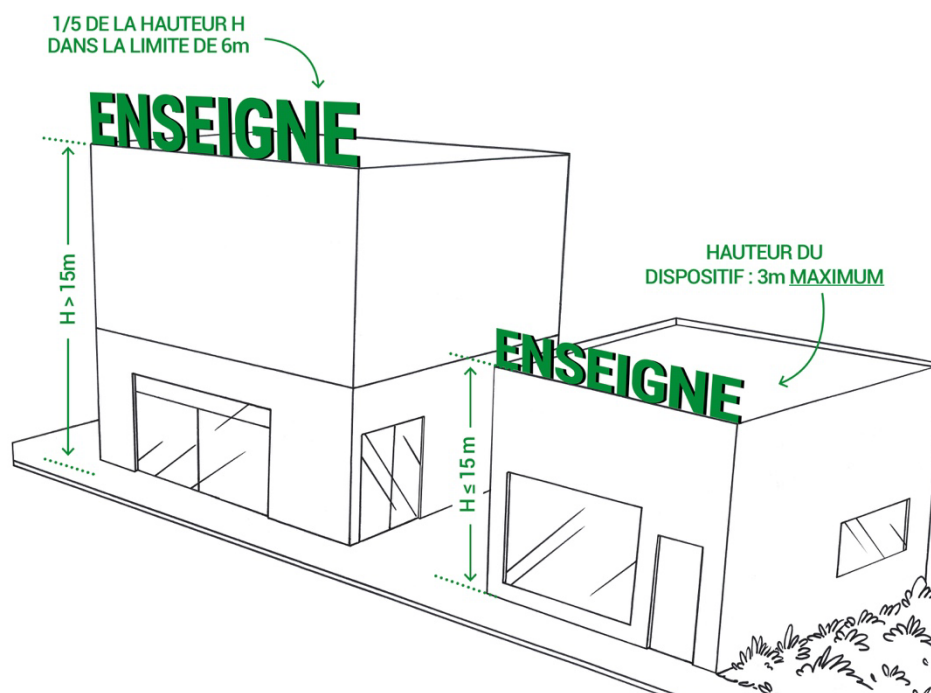 1/5 DE LA HAUTEUR H
DANS LA LIMITE DE 6m
ENSEIGNE
H > 15m
HAUTEUR DU
DISPOSITIF : 3m MAXIMUM
ENSEIGNE
H ≤ 15 m